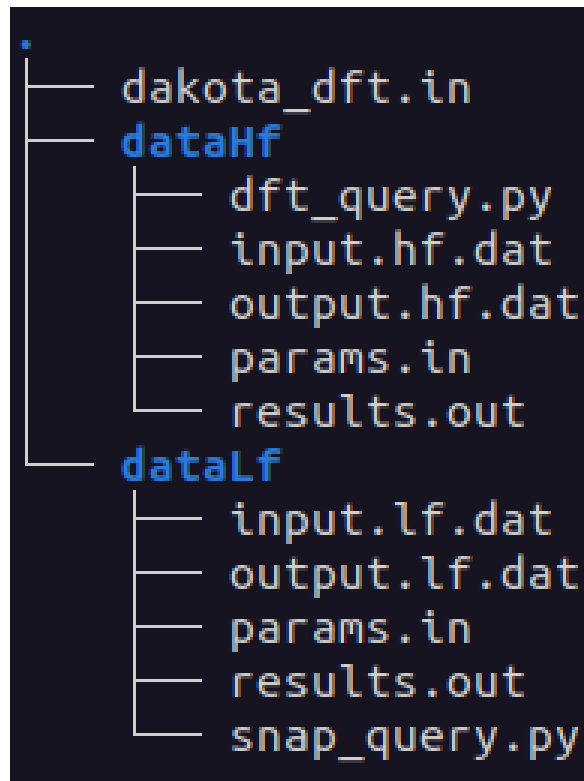 .
dakota_dft.in
dataHf
dft_query.py
input.hf.dat
output.hf.dat
params.in
results.out
dataLf
input.lf.dat
output.lf.dat
params.in
results.out
snap_query.py